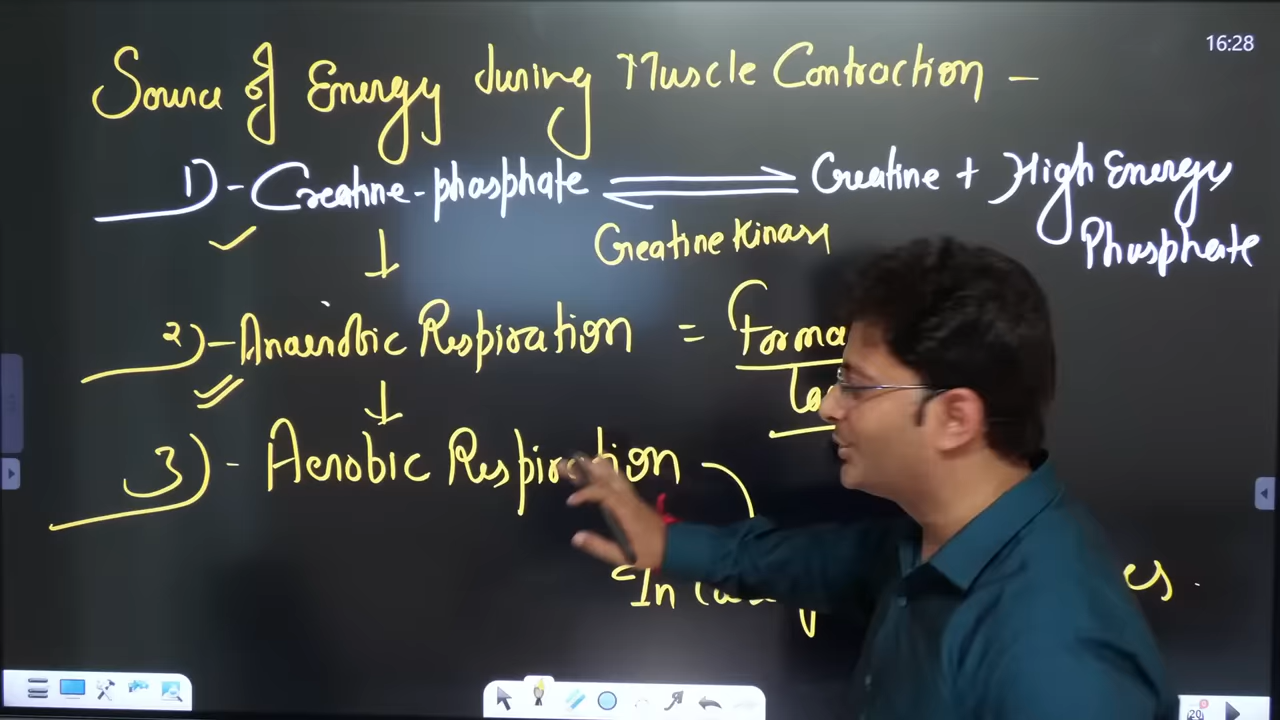 16:28
Source of Energy during Muscle Contraction –
1) - Creatine-phosphate ⇌ Creatine + High Energy Phosphate
Creatine Kinase
2) - Anaerobic Respiration = Forma
3) - Aerobic Respiration
In
20